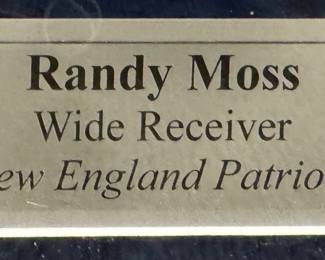 Randy Moss
Wide Receiver
ew England Patrio